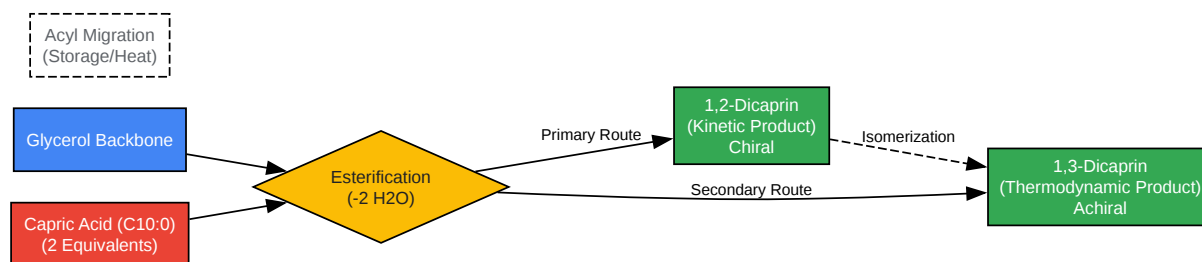 Acyl Migration
(Storage/Heat)
Glycerol Backbone
Capric Acid (C10:0)
(2 Equivalents)
Esterification
(-2 H2O)
Primary Route
Secondary Route
1,2-Dicaprin
(Kinetic Product)
Chiral
Isomerization
1,3-Dicaprin
(Thermodynamic Product)
Achiral